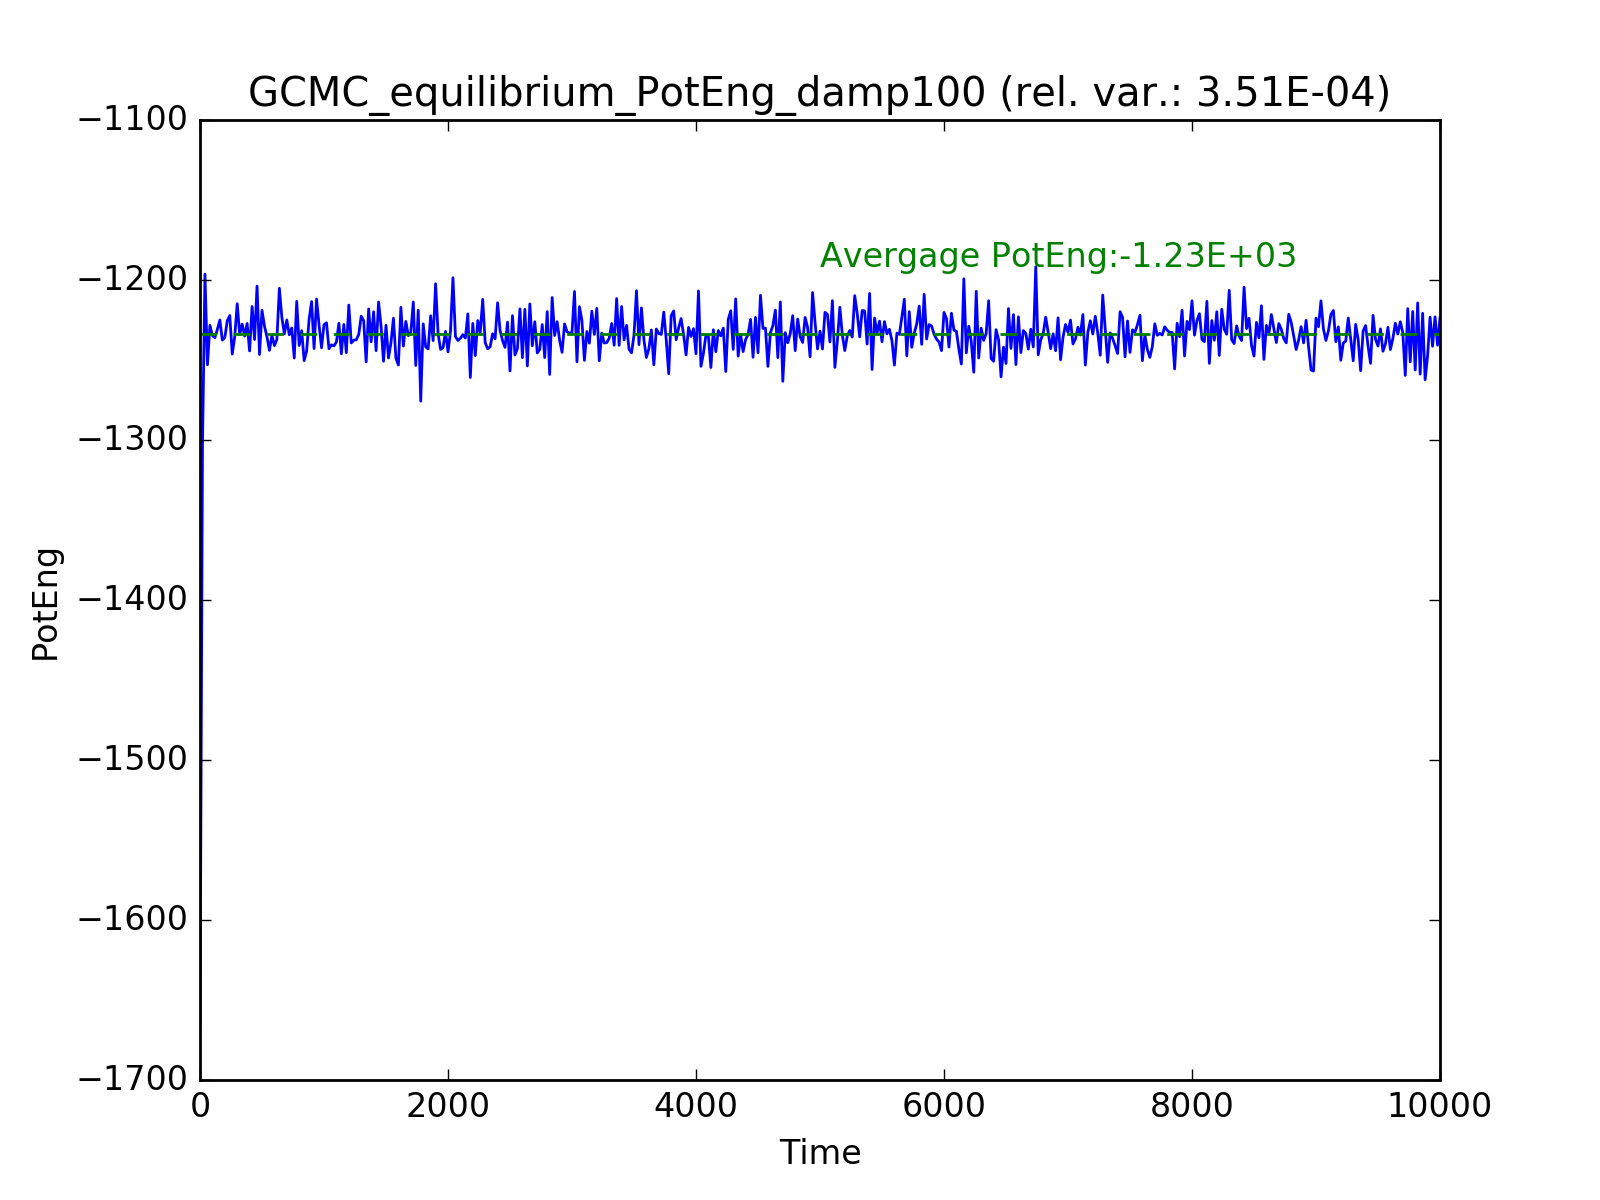 GCMC_equilibrium_PotEng_damp100 (rel. var.: 3.51E-04)
−1100
−1200
−1300
−1400
−1500
−1600
−1700
PotEng
Avergage PotEng:-1.23E+03
0 2000 4000 6000 8000 10000
Time